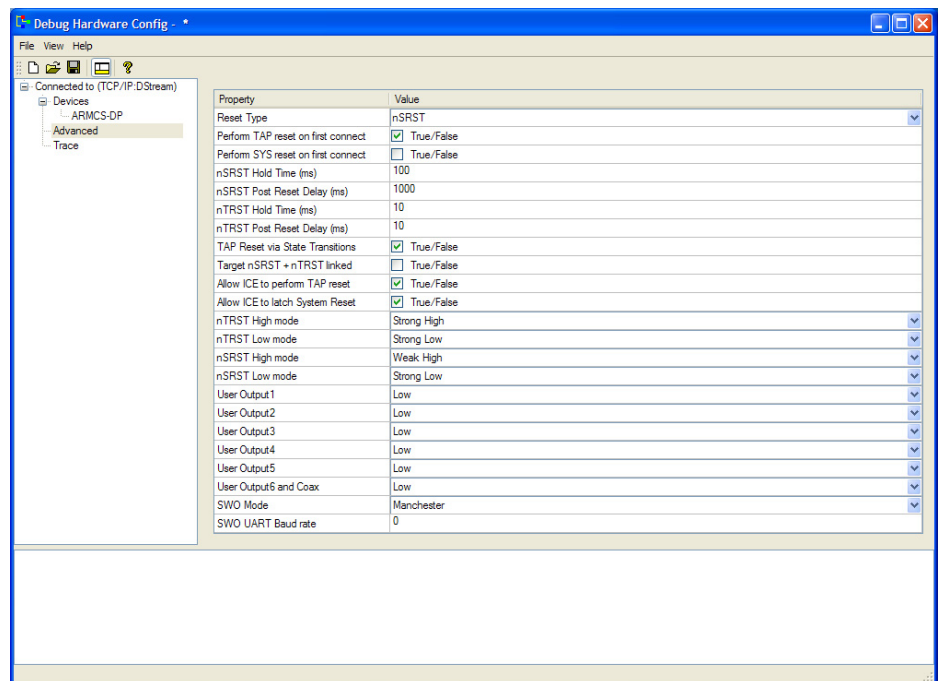 Debug Hardware Config - *
File View Help
Connected to (TCP/IP:DStream)
Devices
ARMCS-DP
Advanced
Trace
Property Value
Reset Type nSRST
Perform TAP reset on first connect True/False
Perform SYS reset on first connect True/False
nSRST Hold Time (ms) 100
nSRST Post Reset Delay (ms) 1000
nTRST Hold Time (ms) 10
nTRST Post Reset Delay (ms) 10
TAP Reset via State Transitions True/False
Target nSRST + nTRST linked True/False
Allow ICE to perform TAP reset True/False
Allow ICE to latch System Reset True/False
nTRST High mode Strong High
nTRST Low mode Strong Low
nSRST High mode Weak High
nSRST Low mode Strong Low
User Output1 Low
User Output2 Low
User Output3 Low
User Output4 Low
User Output5 Low
User Output6 and Coax Low
SWO Mode Manchester
SWO UART Baud rate 0